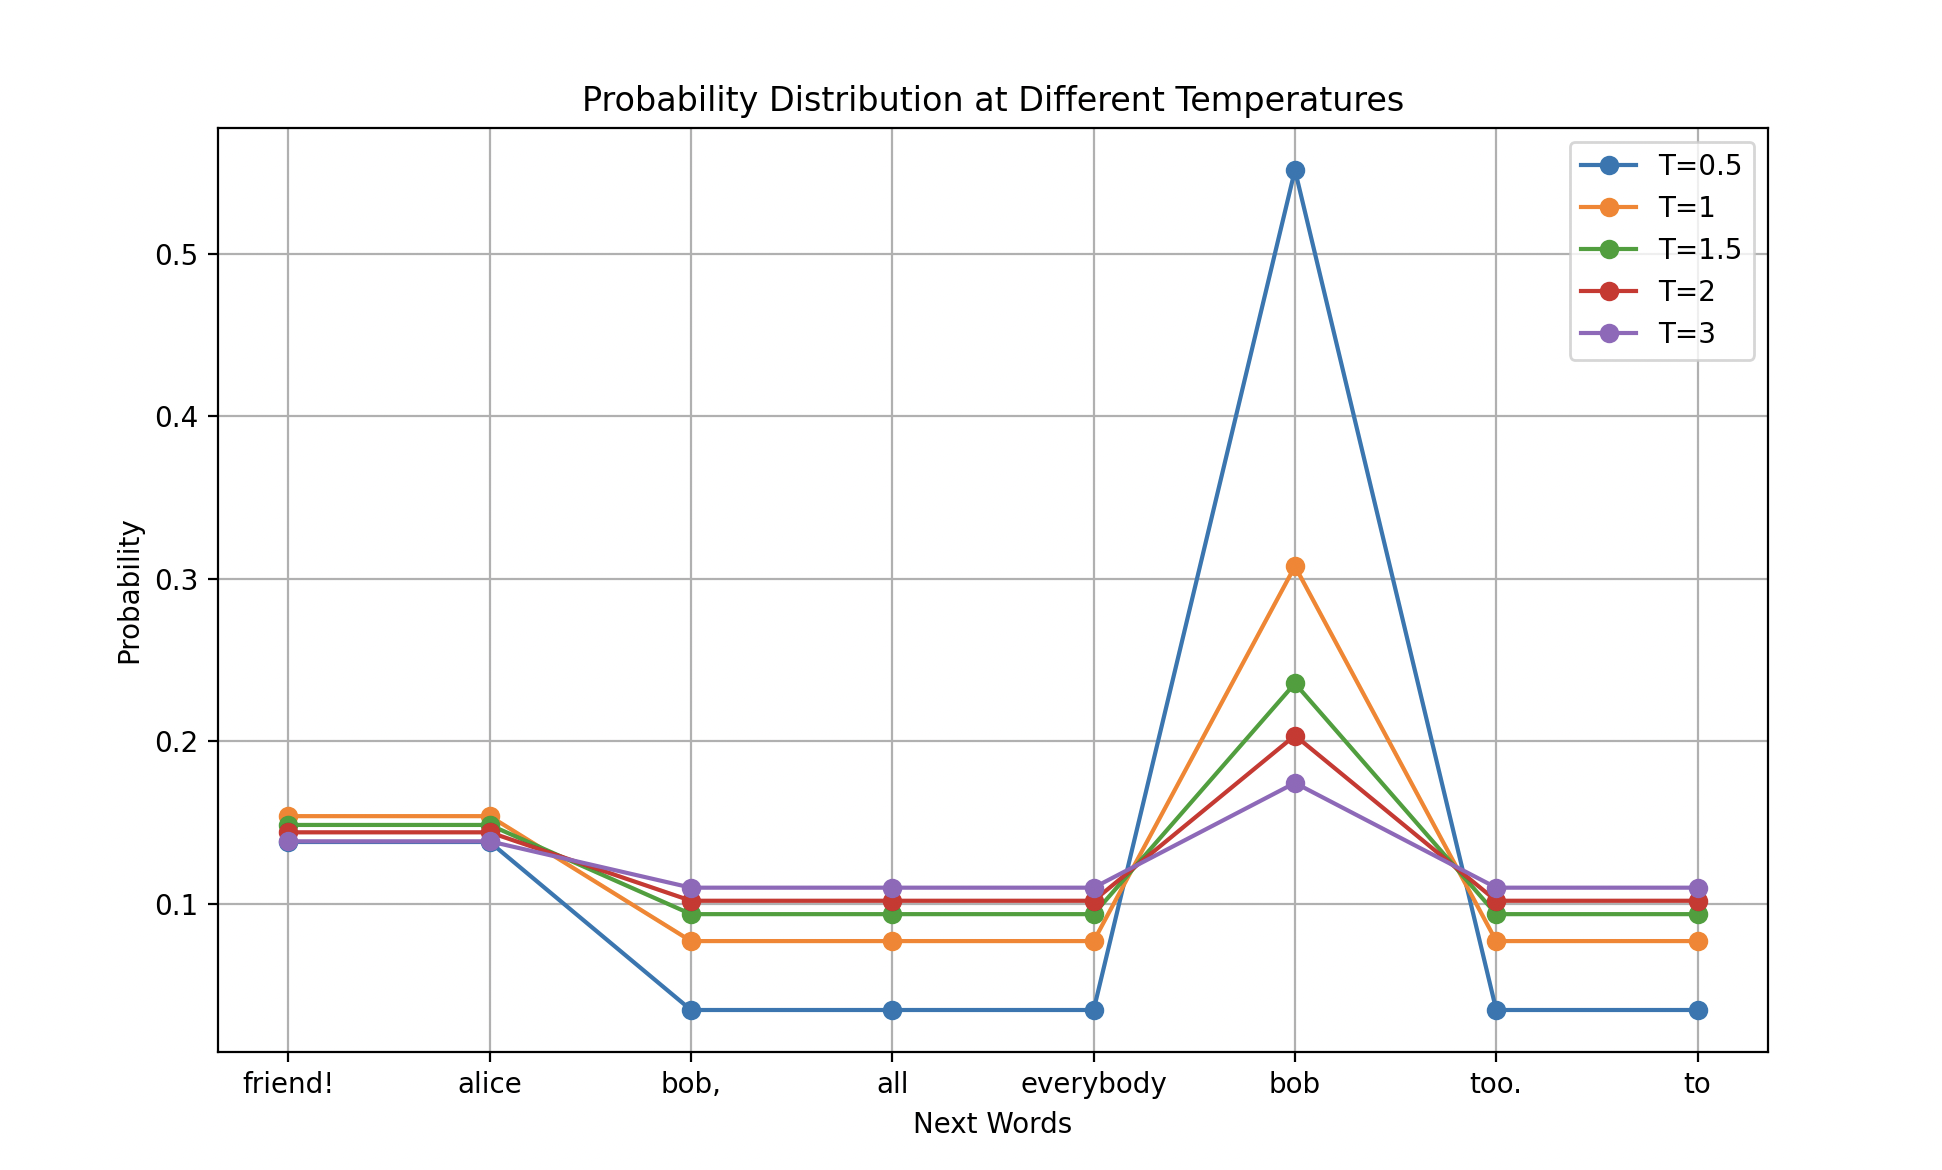 Probability Distribution at Different Temperatures
T=0.5
T=1
T=1.5
T=2
T=3
Probability
0.5
0.4
0.3
0.2
0.1
friend! alice bob, all everybody bob too. to
Next Words